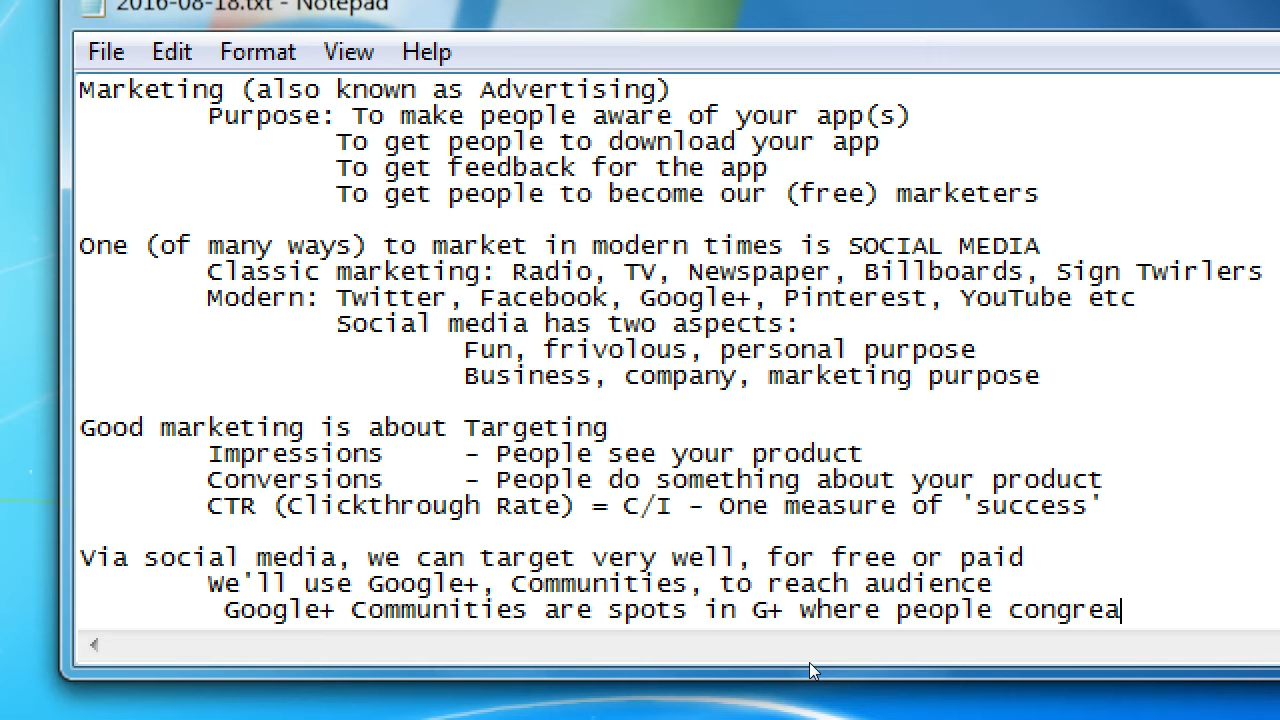 2016-08-18.txt - Notepad
File Edit Format View Help
Marketing (also known as Advertising)
Purpose: To make people aware of your app(s)
To get people to download your app
To get feedback for the app
To get people to become our (free) marketers
One (of many ways) to market in modern times is SOCIAL MEDIA
Classic marketing: Radio, TV, Newspaper, Billboards, Sign Twirlers
Modern: Twitter, Facebook, Google+, Pinterest, YouTube etc
Social media has two aspects:
Fun, frivolous, personal purpose
Business, company, marketing purpose
Good marketing is about Targeting
Impressions - People see your product
Conversions - People do something about your product
CTR (Clickthrough Rate) = C/I - One measure of 'success'
Via social media, we can target very well, for free or paid
We'll use Google+, Communities, to reach audience
Google+ Communities are spots in G+ where people congrea